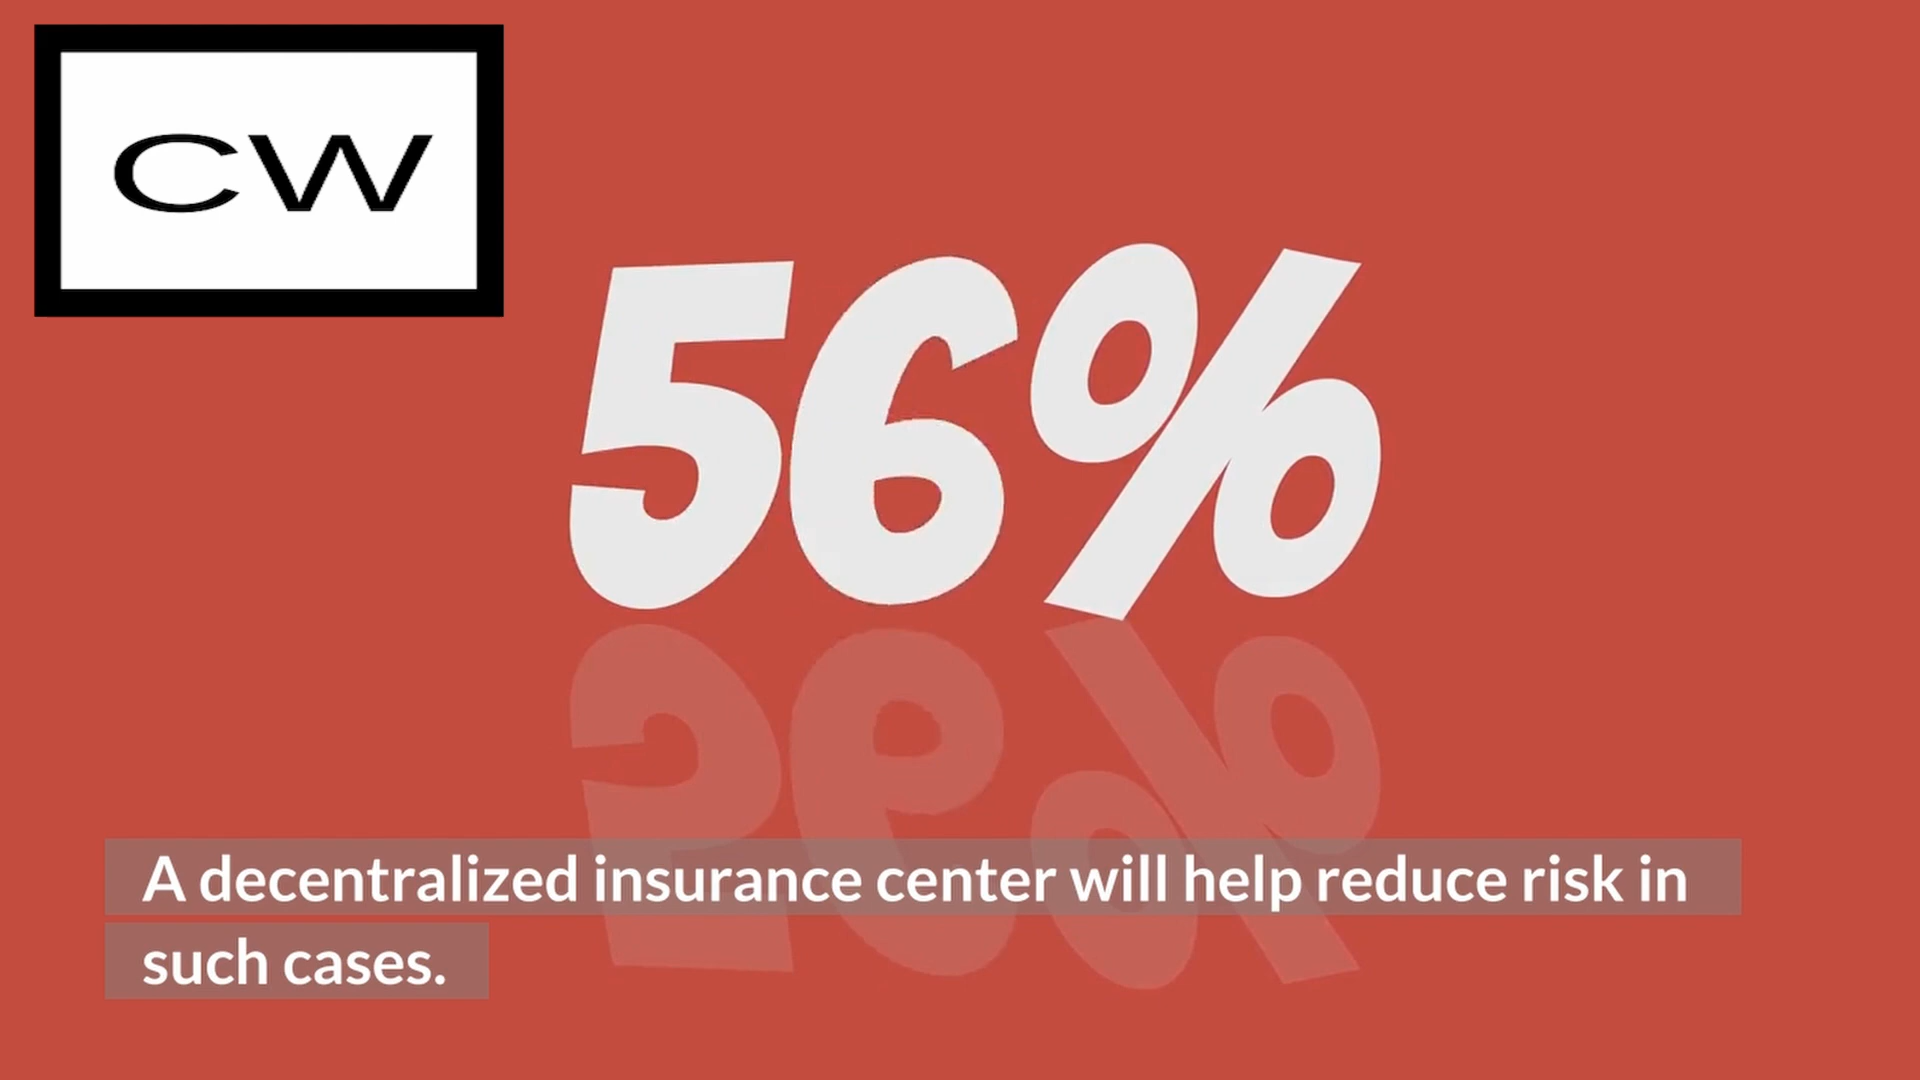 CW
56%
A decentralized insurance center will help reduce risk in
such cases.